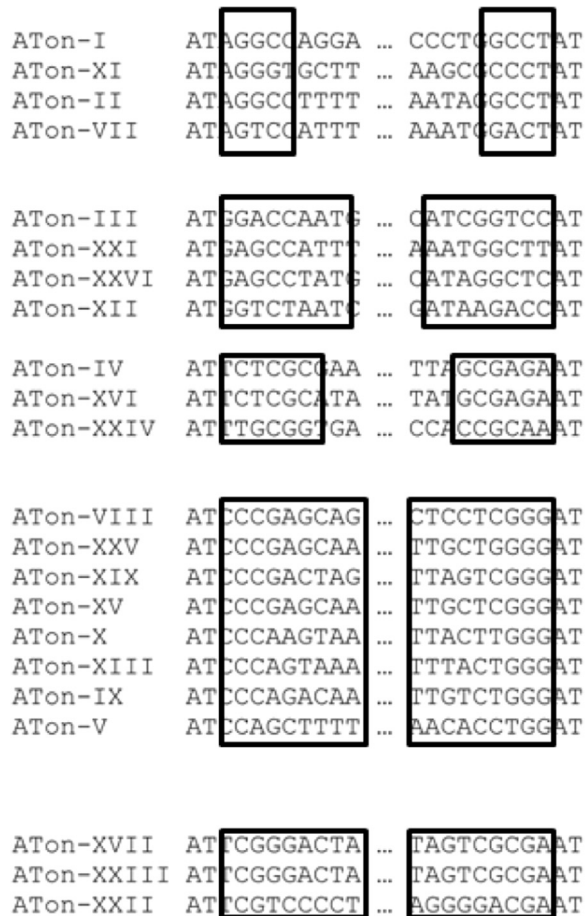 ATon-I ATAGGCCAGGA … CCCTGGCCTAT
ATon-XI ATAGGGTGCTT … AAGCGCCCTAT
ATon-II ATAGGCCTTTT … AATAGGCCTAT
ATon-VII ATAGTCCATTT … AAATGGACTAT
ATon-III ATGGACCAATG … CATCGGTCCAT
ATon-XXI ATGAGCCATTT … AAATGGCTTAT
ATon-XXVI ATGAGCCTATG … CATAGGCTCAT
ATon-XII ATGGTCTAATC … GATAAGACCAT
ATon-IV ATTCTCGCGAA … TTAGCGAGAAT
ATon-XVI ATTCTCGCATA … TATGCGAGAAT
ATon-XXIV ATTTGCGGTGA … CCACCGCAAAT
ATon-VIII ATCCCGAGCAG … CTCCTCGGGAT
ATon-XXV ATCCCGAGCAA … TTGCTGGGGAT
ATon-XIX ATCCCGACTAG … TTAGTCGGGAT
ATon-XV ATCCCGAGCAA … TTGCTCGGGAT
ATon-X ATCCCAAGTAA … TTACTTGGGAT
ATon-XIII ATCCCAGTAAA … TTTACTGGGAT
ATon-IX ATCCCAGACAA … TTGTCTGGGAT
ATon-V ATCCAGCTTTT … AACACCTGGAT
ATon-XVII ATTCGGGACTA … TAGTCGCGAAT
ATon-XXIII ATTCGGGACTA … TAGTCGCGAAT
ATon-XXII ATTCGTCCCCT … AGGGGACGAAT